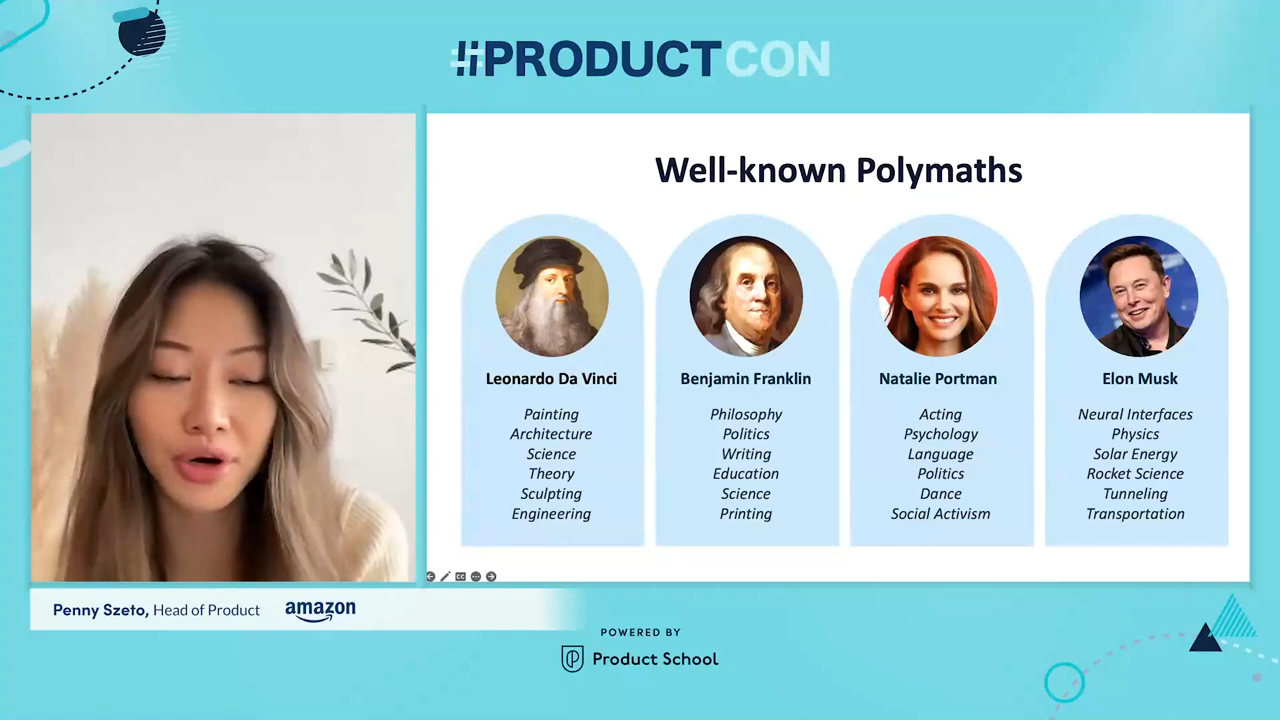 #PRODUCTCON
Well-known Polymaths
Leonardo Da Vinci
Painting
Architecture
Science
Theory
Sculpting
Engineering
Benjamin Franklin
Philosophy
Politics
Writing
Education
Science
Printing
Natalie Portman
Acting
Psychology
Language
Politics
Dance
Social Activism
Elon Musk
Neural Interfaces
Physics
Solar Energy
Rocket Science
Tunneling
Transportation
Penny Szeto, Head of Product amazon
POWERED BY
Product School